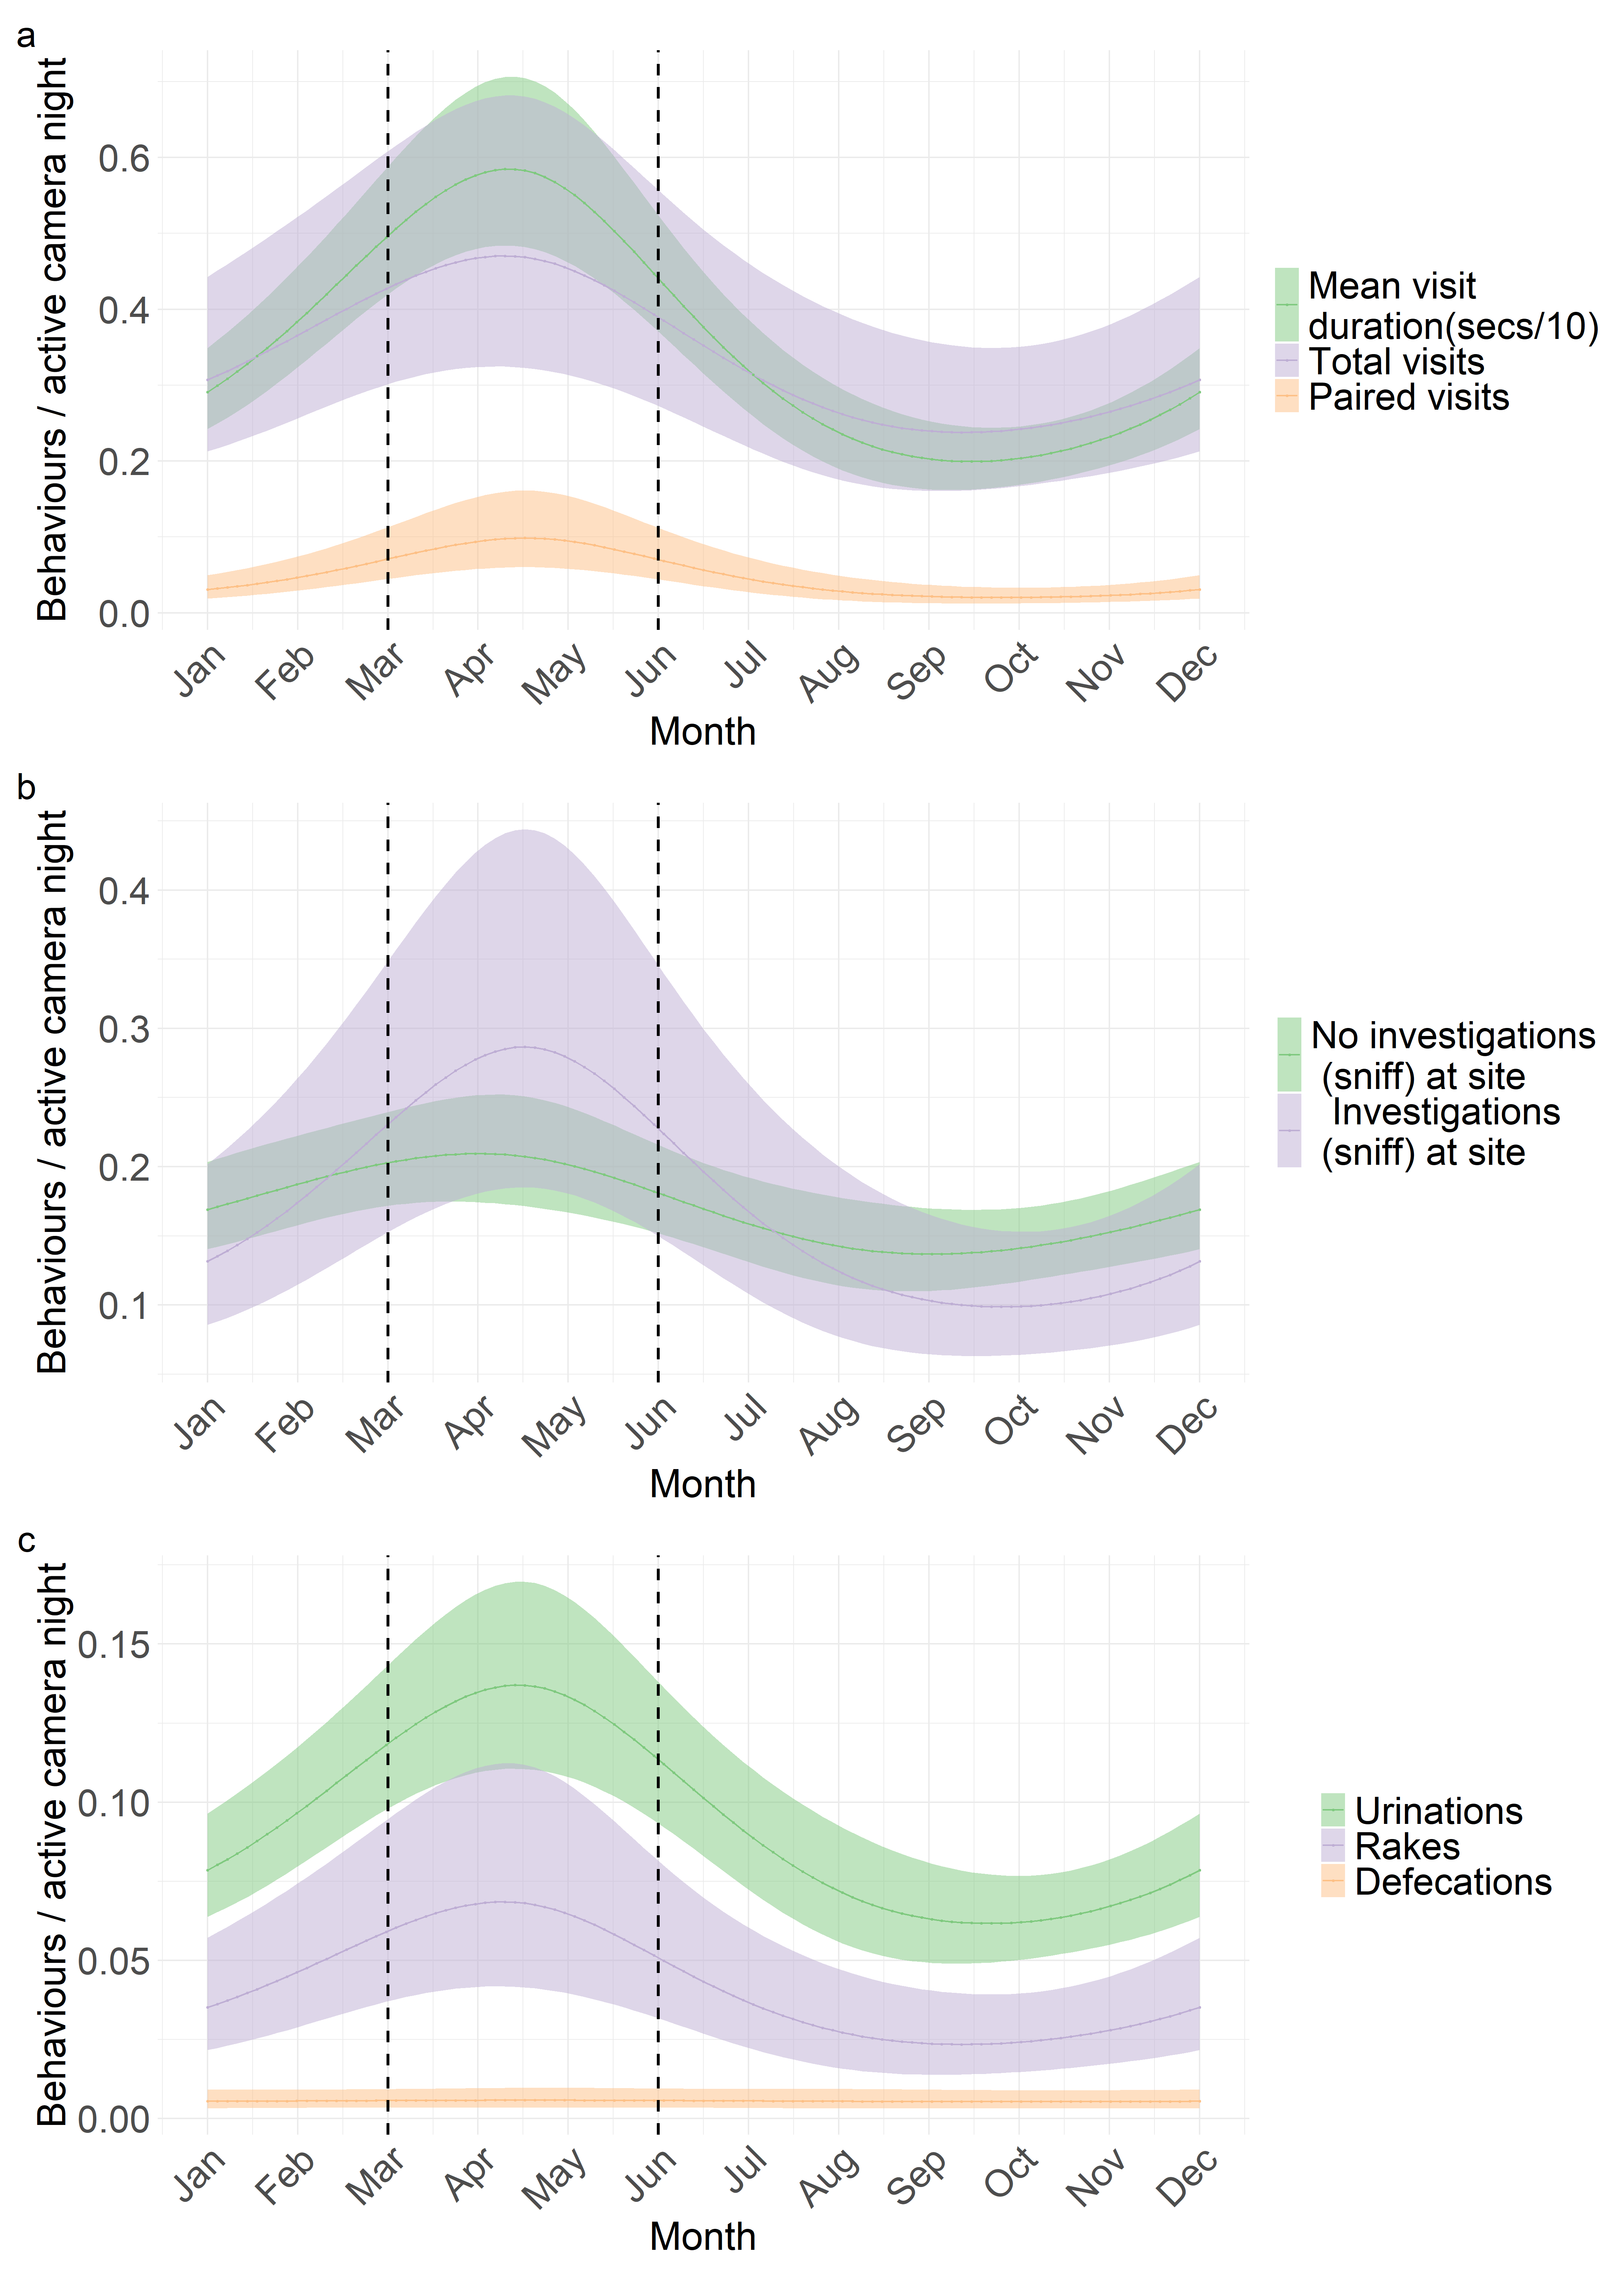 a
Behaviours / active camera night
0.6
0.4
0.2
0.0
Jan Feb Mar Apr May Jun Jul Aug Sep Oct Nov Dec
Month
Mean visit
duration(secs/10)
Total visits
Paired visits
b
Behaviours / active camera night
0.4
0.3
0.2
0.1
Jan Feb Mar Apr May Jun Jul Aug Sep Oct Nov Dec
Month
No investigations
(sniff) at site
Investigations
(sniff) at site
c
Behaviours / active camera night
0.15
0.10
0.05
0.00
Jan Feb Mar Apr May Jun Jul Aug Sep Oct Nov Dec
Month
Urinations
Rakes
Defecations